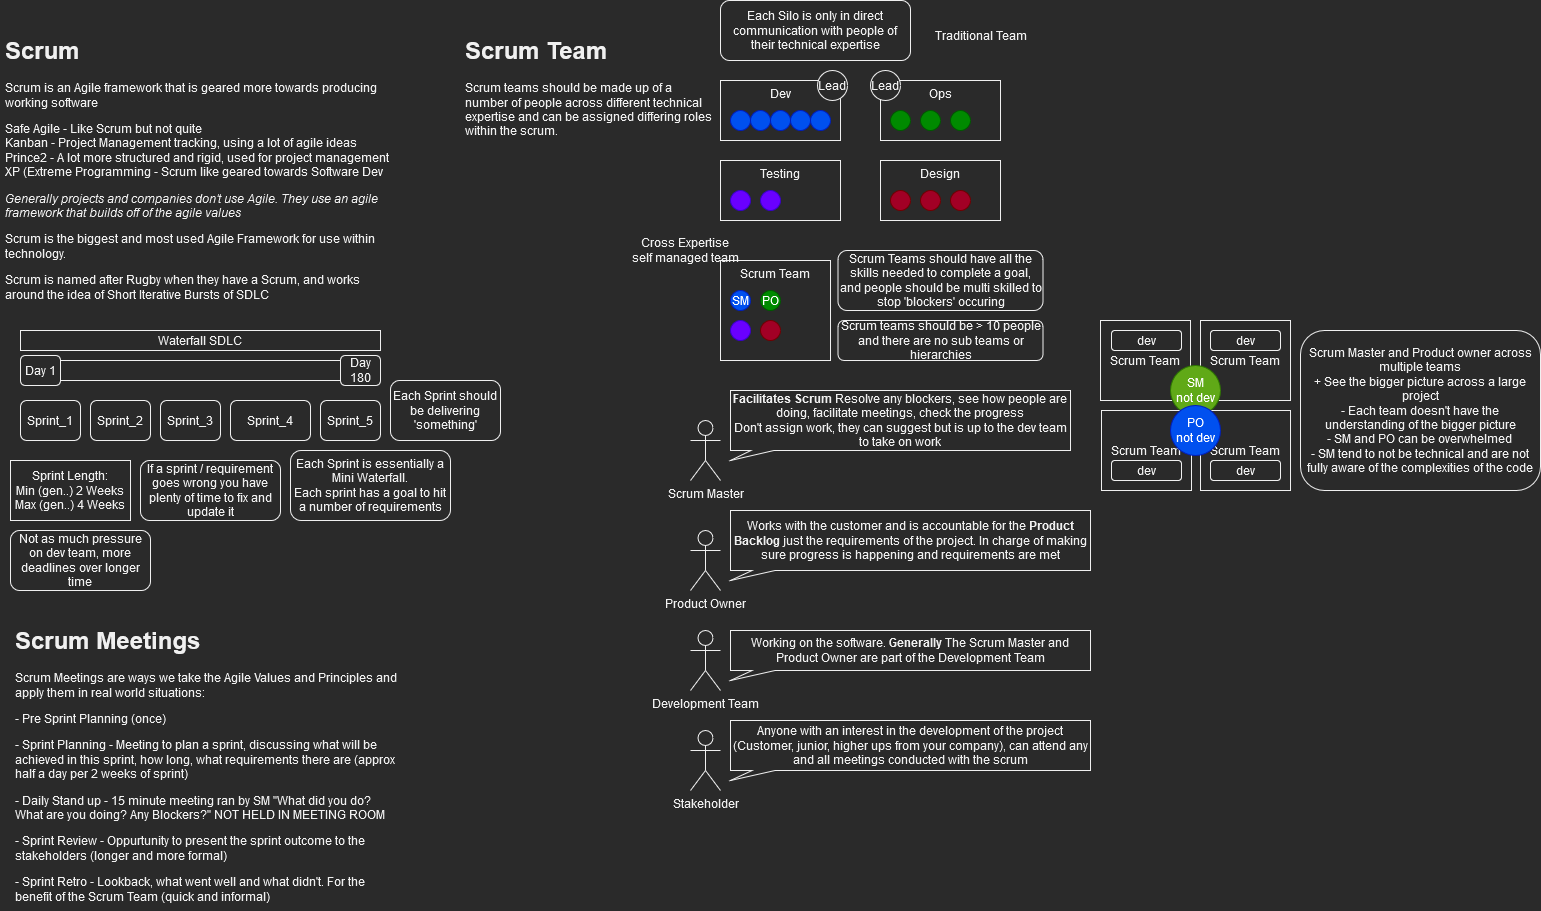 Scrum
Scrum is an Agile framework that is geared more towards producing
working software
Safe Agile - Like Scrum but not quite
Kanban - Project Management tracking, using a lot of agile ideas
Prince2 - A lot more structured and rigid, used for project management
XP (Extreme Programming - Scrum like geared towards Software Dev
Generally projects and companies don't use Agile. They use an agile
framework that builds off of the agile values
Scrum is the biggest and most used Agile Framework for use within
technology.
Scrum is named after Rugby when they have a Scrum, and works
around the idea of Short Iterative Bursts of SDLC
Waterfall SDLC
Day 1
Day
180
Sprint_1
Sprint_2
Sprint_3
Sprint_4
Sprint_5
Each Sprint should
be delivering
'something'
Sprint Length:
Min (gen..) 2 Weeks
Max (gen..) 4 Weeks
If a sprint / requirement
goes wrong you have
plenty of time to fix and
update it
Each Sprint is essentially a
Mini Waterfall.
Each sprint has a goal to hit
a number of requirements
Not as much pressure
on dev team, more
deadlines over longer
time
Scrum Meetings
Scrum Meetings are ways we take the Agile Values and Principles and
apply them in real world situations:
- Pre Sprint Planning (once)
- Sprint Planning - Meeting to plan a sprint, discussing what will be
achieved in this sprint, how long, what requirements there are (approx
half a day per 2 weeks of sprint)
- Daily Stand up - 15 minute meeting ran by SM "What did you do?
What are you doing? Any Blockers?" NOT HELD IN MEETING ROOM
- Sprint Review - Oppurtunity to present the sprint outcome to the
stakeholders (longer and more formal)
- Sprint Retro - Lookback, what went well and what didn't. For the
benefit of the Scrum Team (quick and informal)
Scrum Team
Scrum teams should be made up of a
number of people across different technical
expertise and can be assigned differing roles
within the scrum.
Each Silo is only in direct
communication with people of
their technical expertise
Traditional Team
Dev
Lead
Lead
Ops
Testing
Design
Cross Expertise
self managed team
Scrum Team
SM
PO
Scrum Teams should have all the
skills needed to complete a goal,
and people should be multi skilled to
stop 'blockers' occuring
Scrum teams should be > 10 people
and there are no sub teams or
hierarchies
Facilitates Scrum Resolve any blockers, see how people are
doing, facilitate meetings, check the progress
Don't assign work, they can suggest but is up to the dev team
to take on work
Scrum Master
Works with the customer and is accountable for the Product
Backlog just the requirements of the project. In charge of making
sure progress is happening and requirements are met
Product Owner
Working on the software. Generally The Scrum Master and
Product Owner are part of the Development Team
Development Team
Anyone with an interest in the development of the project
(Customer, junior, higher ups from your company), can attend any
and all meetings conducted with the scrum
Stakeholder
dev
Scrum Team
dev
Scrum Team
SM
not dev
PO
not dev
Scrum Team
dev
Scrum Team
dev
Scrum Master and Product owner across
multiple teams
+ See the bigger picture across a large
project
- Each team doesn't have the
understanding of the bigger picture
- SM and PO can be overwhelmed
- SM tend to not be technical and are not
fully aware of the complexities of the code